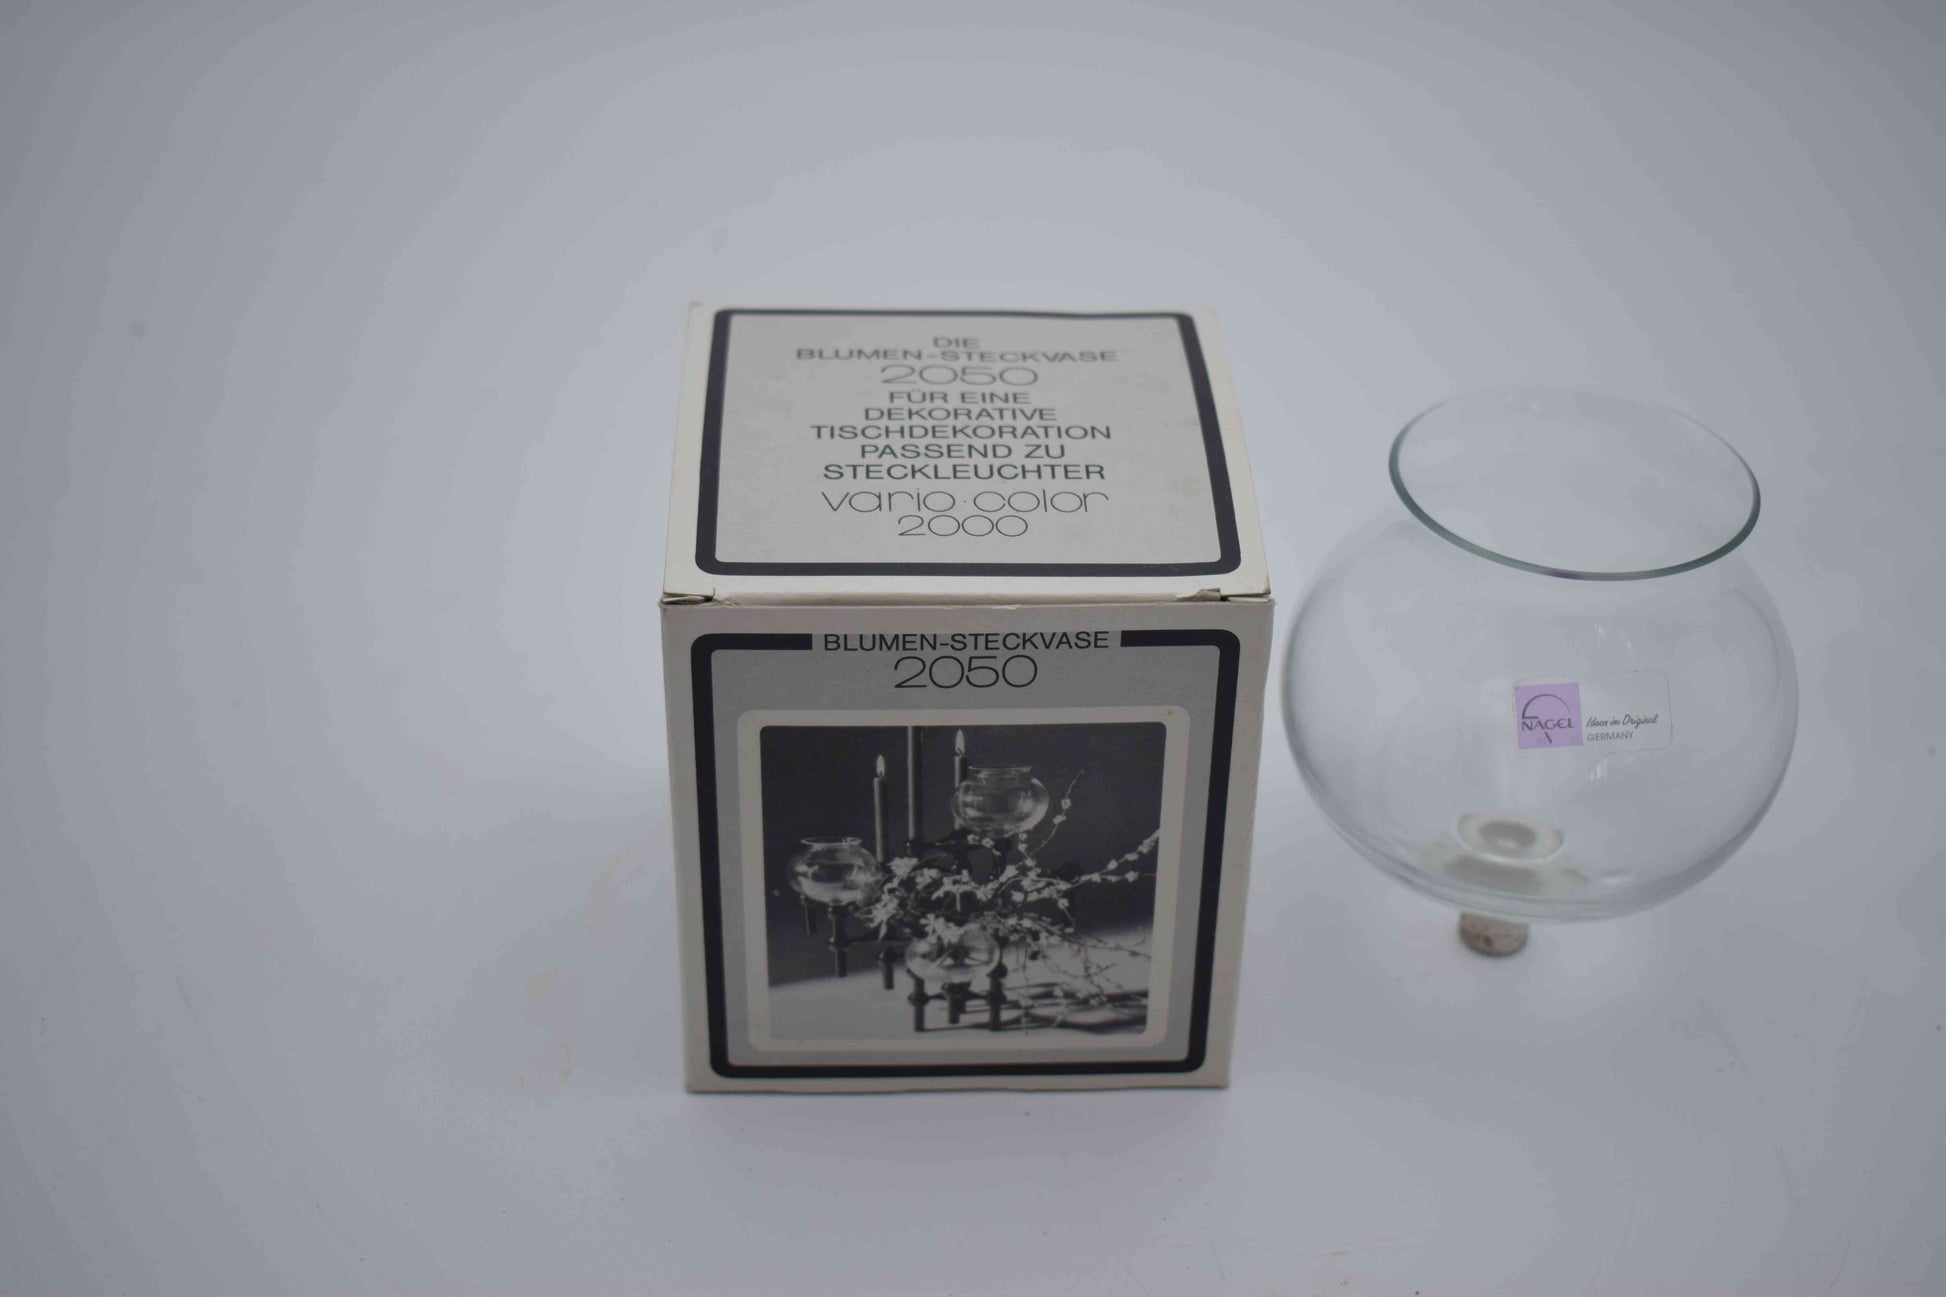 DIE
BLUMEN-STECKVASE
2050
FÜR EINE
DEKORATIVE
TISCHDEKORATION
PASSEND ZU
STECKLEUCHTER
vario·color
2000
BLUMEN-STECKVASE
2050
NAGEL
Ideen im Original
GERMANY